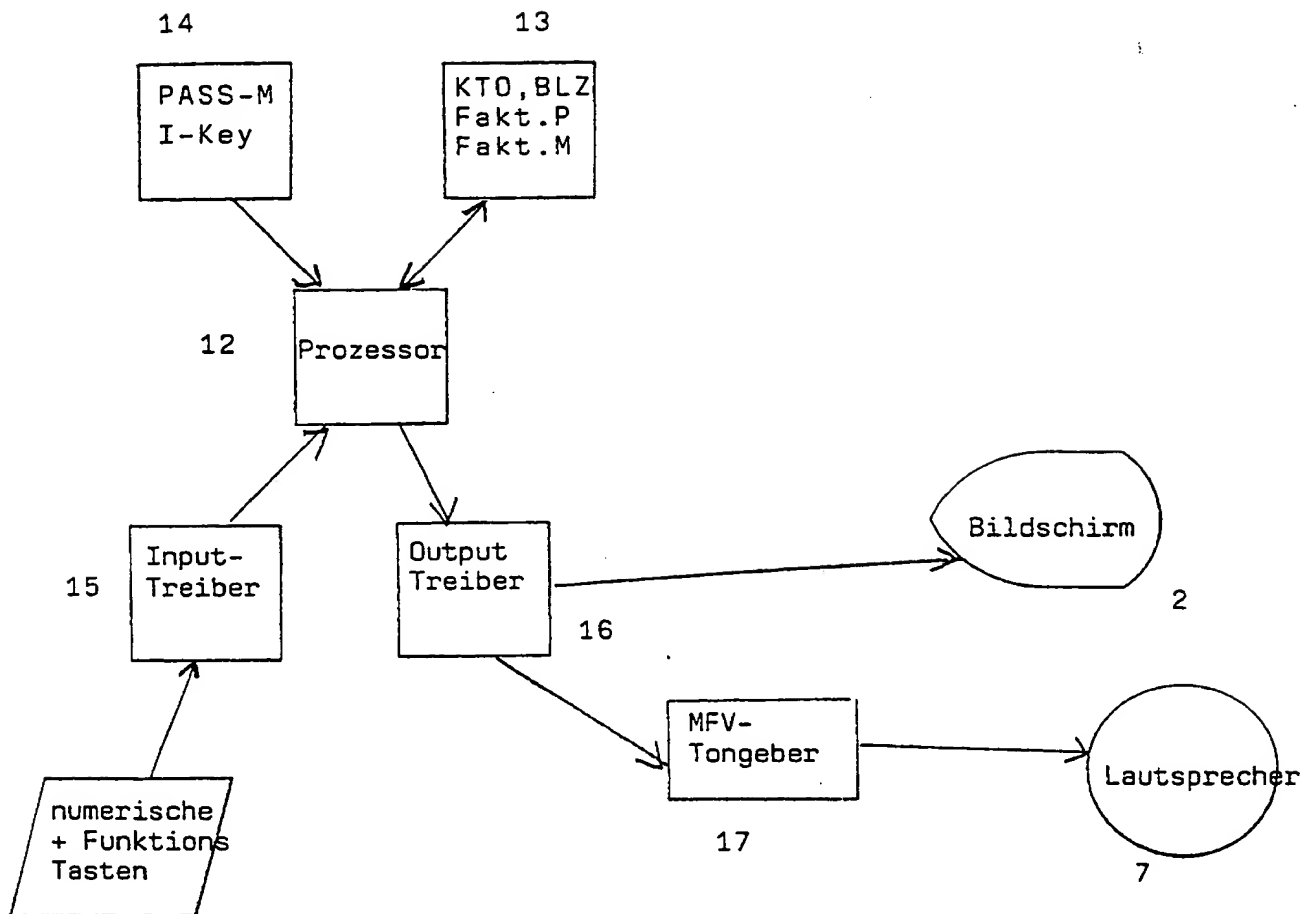 14
13
PASS-M
I-Key
KTO,BLZ
Fakt.P
Fakt.M
12
Prozessor
15
Input-
Treiber
Output
Treiber
16
Bildschirm
2
MFV-
Tongeber
17
Lautsprecher
7
numerische
+ Funktions
Tasten